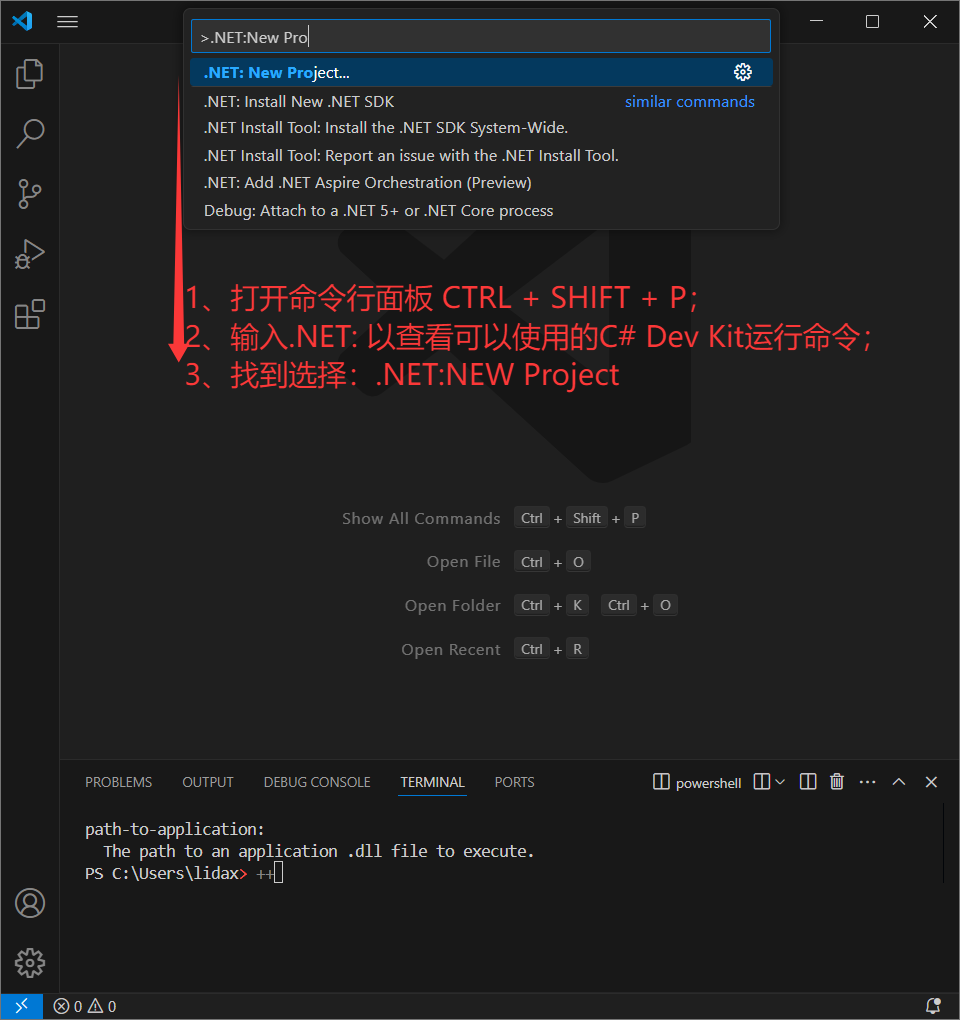 >.NET:New Pro
.NET: New Project...
.NET: Install New .NET SDK similar commands
.NET Install Tool: Install the .NET SDK System-Wide.
.NET Install Tool: Report an issue with the .NET Install Tool.
.NET: Add .NET Aspire Orchestration (Preview)
Debug: Attach to a .NET 5+ or .NET Core process
1、打开命令行面板 CTRL + SHIFT + P；
2、输入.NET: 以查看可以使用的C# Dev Kit运行命令；
3、找到选择：.NET:NEW Project
Show All Commands Ctrl + Shift + P
Open File Ctrl + O
Open Folder Ctrl + K Ctrl + O
Open Recent Ctrl + R
PROBLEMS OUTPUT DEBUG CONSOLE TERMINAL PORTS powershell
path-to-application:
The path to an application .dll file to execute.
PS C:\Users\lidax> ++
0 0